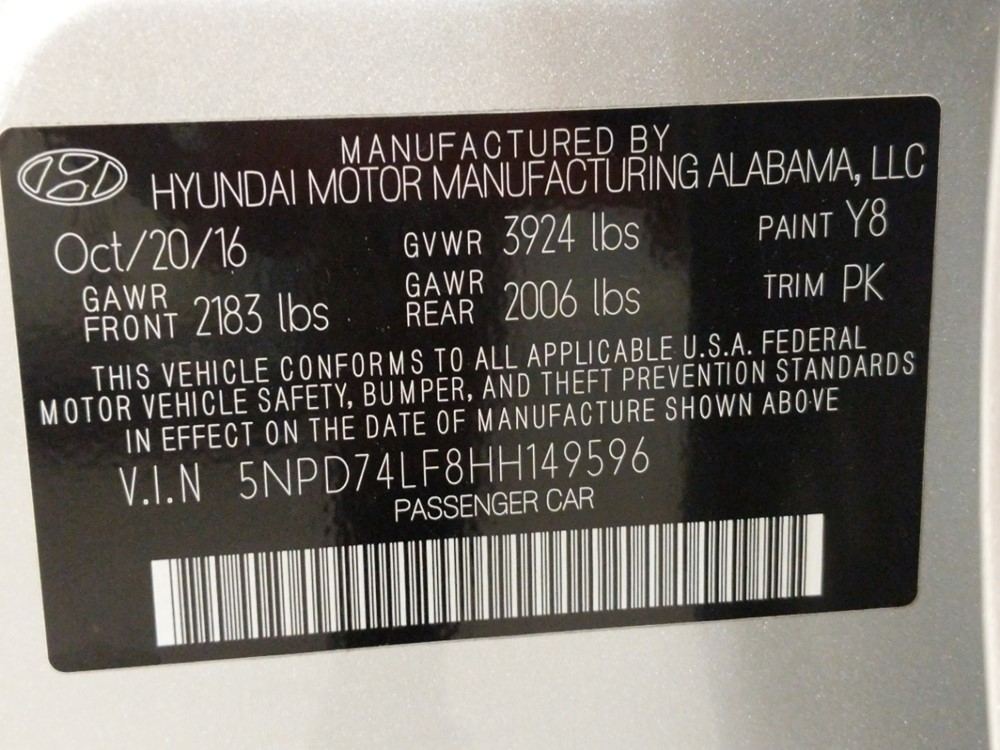 MANUFACTURED BY
HYUNDAI MOTOR MANUFACTURING ALABAMA, LLC
Oct/20/16 GVWR 3924 lbs PAINT Y8
GAWR FRONT 2183 lbs GAWR REAR 2006 lbs TRIM PK
THIS VEHICLE CONFORMS TO ALL APPLICABLE U.S.A. FEDERAL
MOTOR VEHICLE SAFETY, BUMPER, AND THEFT PREVENTION STANDARDS
IN EFFECT ON THE DATE OF MANUFACTURE SHOWN ABOVE
V.I.N 5NPD74LF8HH149596
PASSENGER CAR